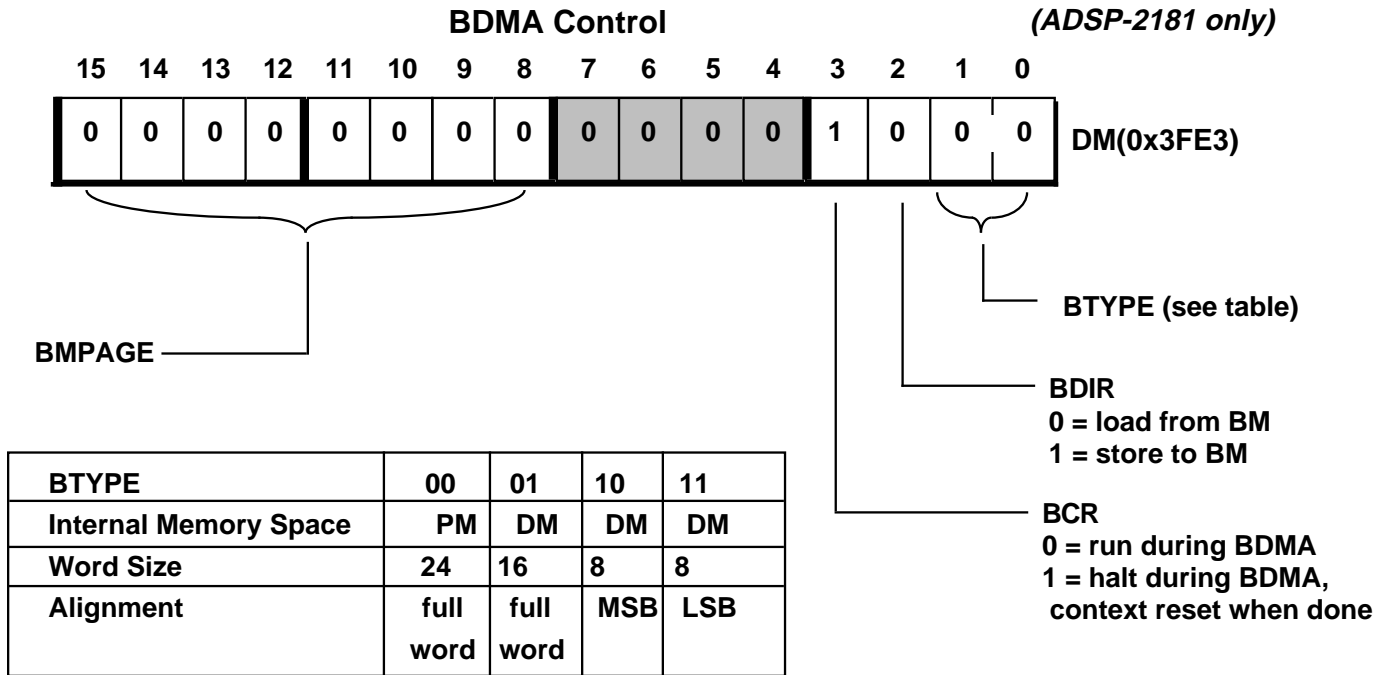 BDMA Control (ADSP-2181 only)
15 14 13 12 11 10 9 8 7 6 5 4 3 2 1 0
0 0 0 0 0 0 0 0 0 0 0 0 1 0 0 0 DM(0x3FE3)
BTYPE (see table)
BMPAGE
BDIR
0 = load from BM
1 = store to BM
BCR
0 = run during BDMA
1 = halt during BDMA,
context reset when done
BTYPE 00 01 10 11
Internal Memory Space PM DM DM DM
Word Size 24 16 8 8
Alignment full full MSB LSB
word word